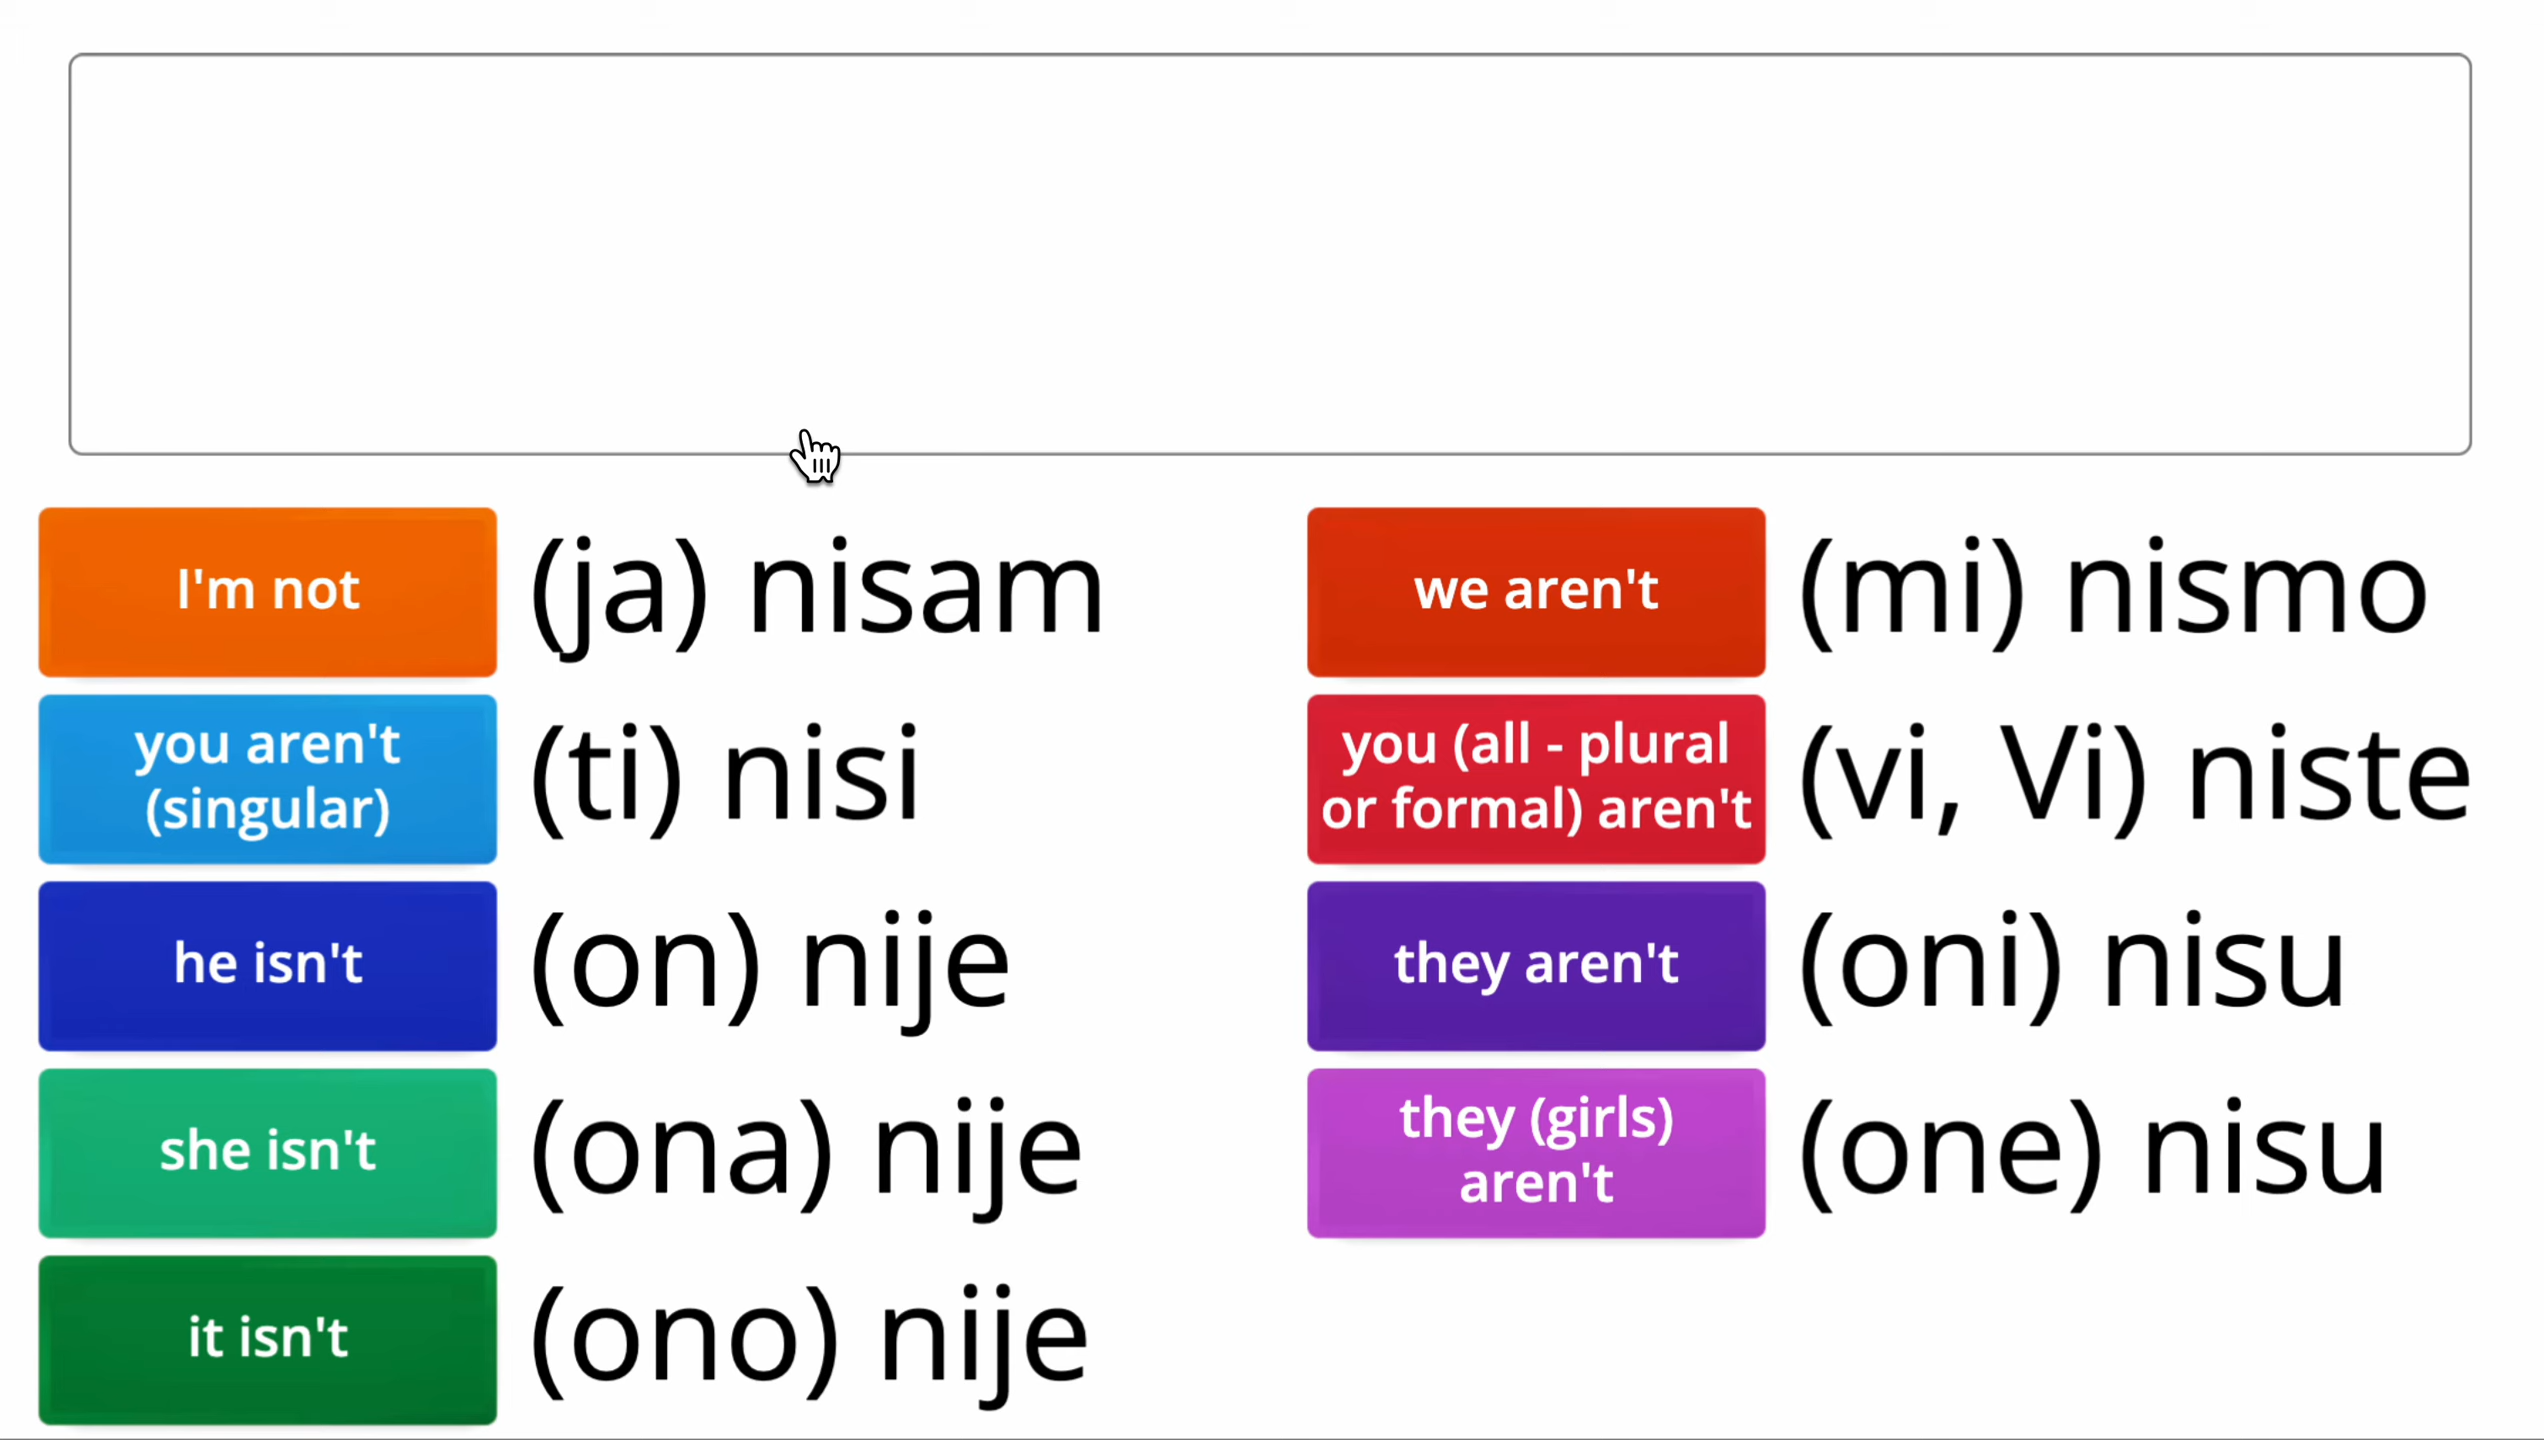 I'm not
(ja) nisam
you aren't
(singular)
(ti) nisi
he isn't
(on) nije
she isn't
(ona) nije
it isn't
(ono) nije
we aren't
(mi) nismo
you (all - plural
or formal) aren't
(vi, Vi) niste
they aren't
(oni) nisu
they (girls)
aren't
(one) nisu